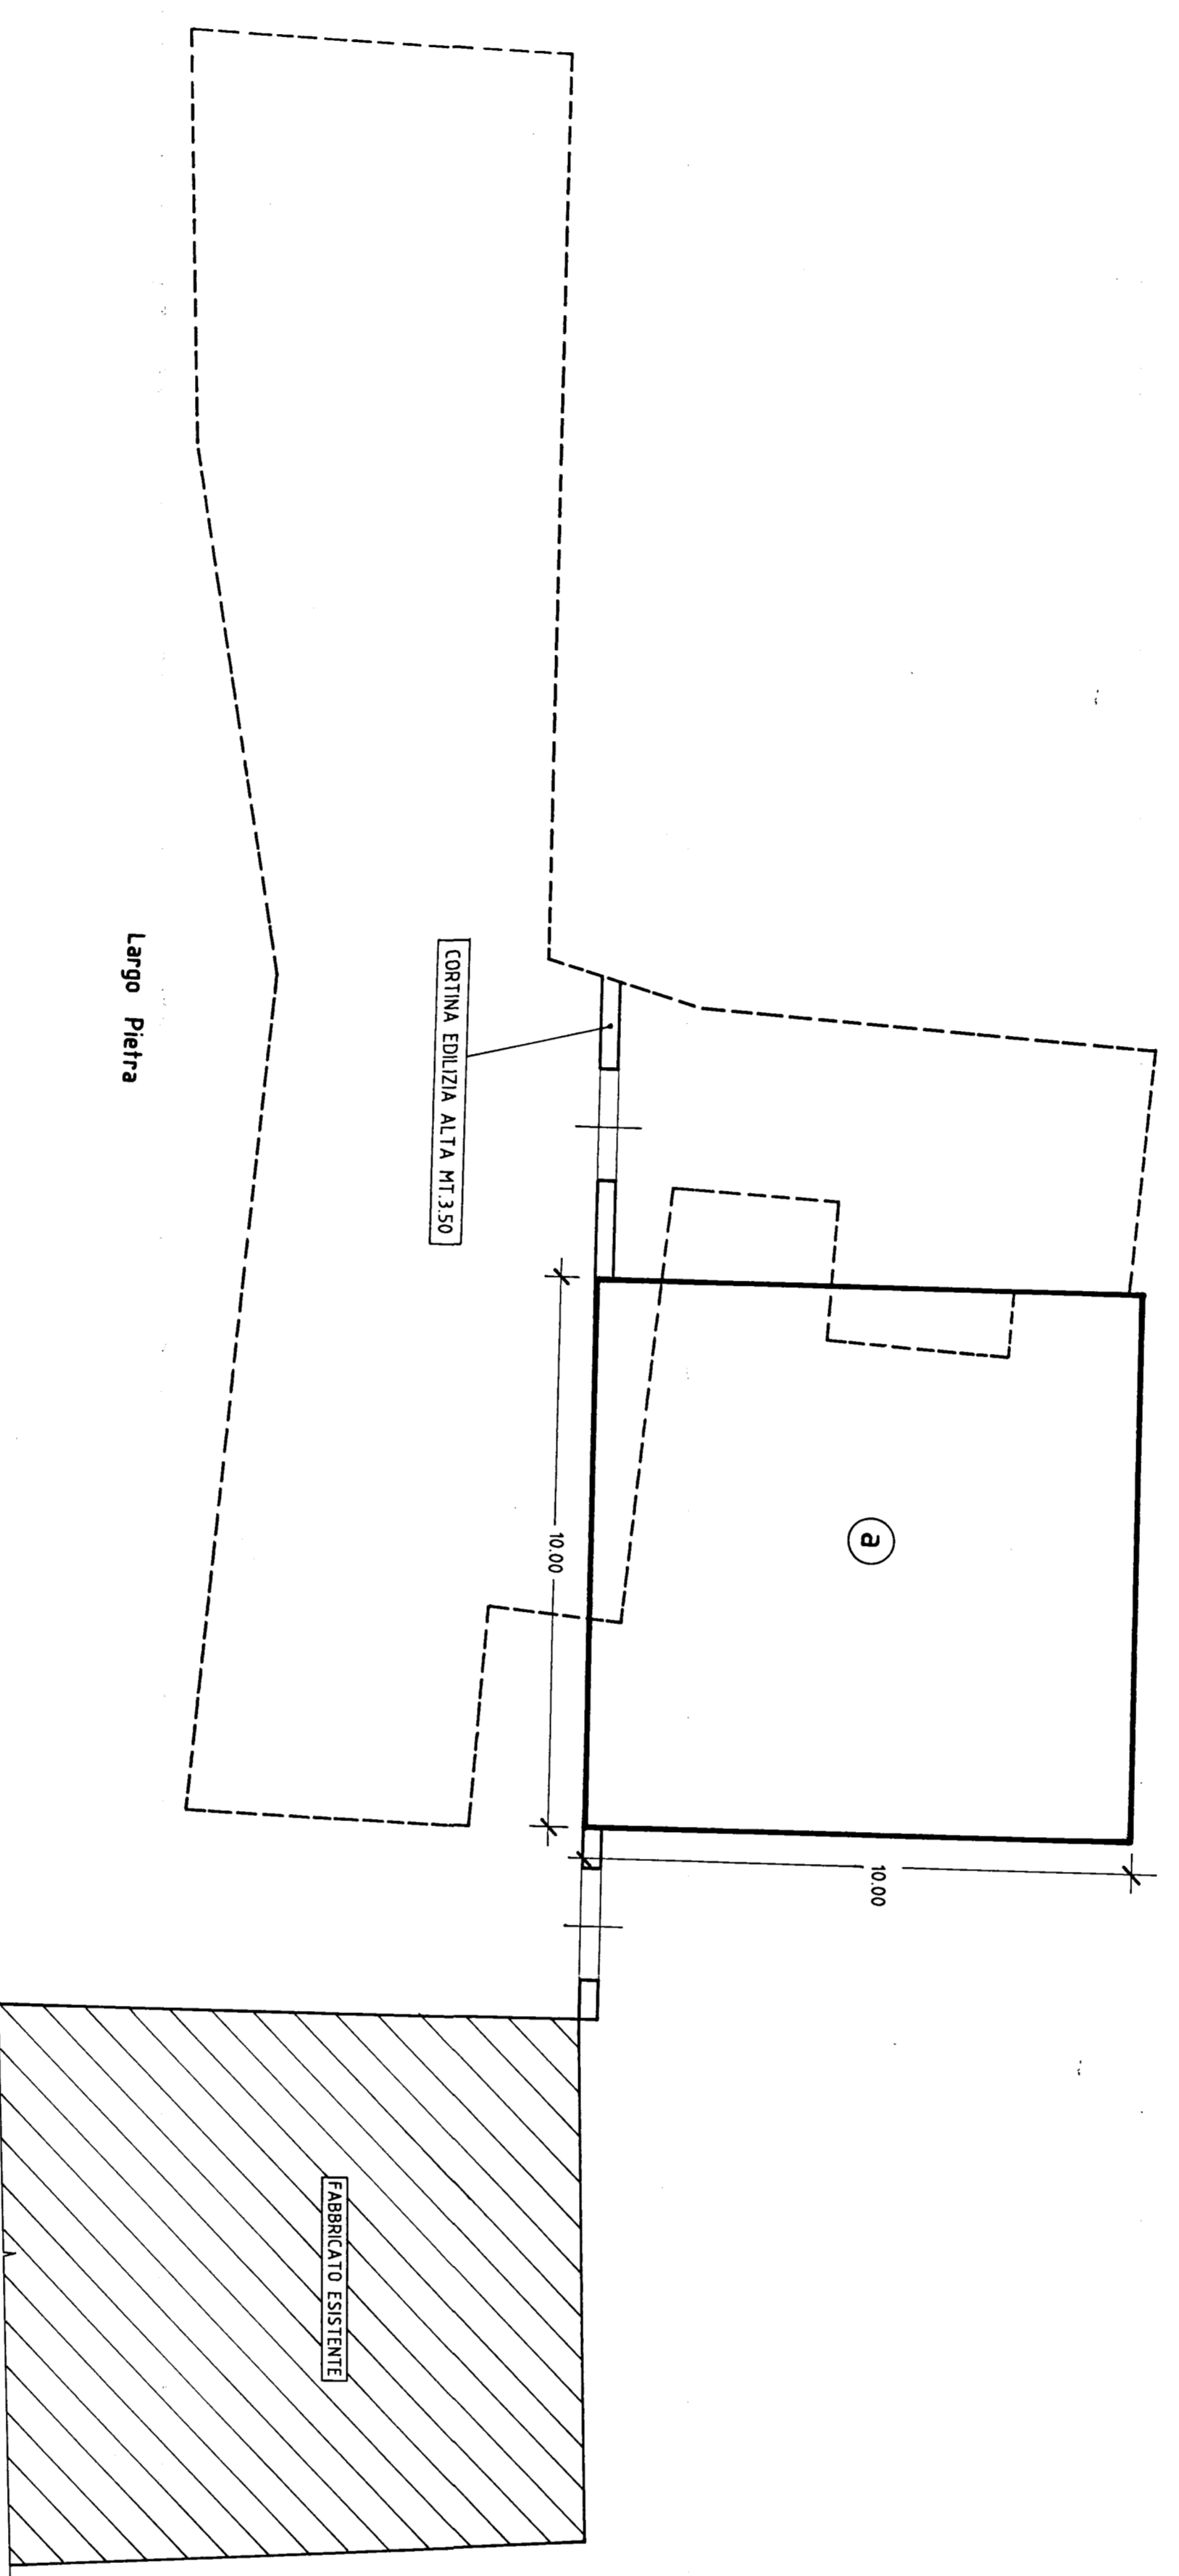 a
10.00
10.00
CORTINA EDILIZIA ALTA MT.3.50
FABBRICATO ESISTENTE
Largo Pietra